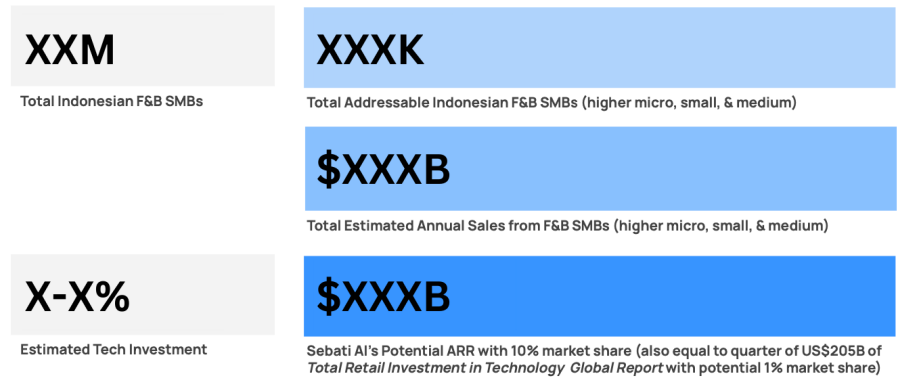 XXM
XXXK
Total Indonesian F&B SMBs
Total Addressable Indonesian F&B SMBs (higher micro, small, & medium)
$XXXB
Total Estimated Annual Sales from F&B SMBs (higher micro, small, & medium)
X-X%
$XXXB
Estimated Tech Investment
Sebati AI's Potential ARR with 10% market share (also equal to quarter of US$205B of
Total Retail Investment in Technology Global Report with potential 1% market share)